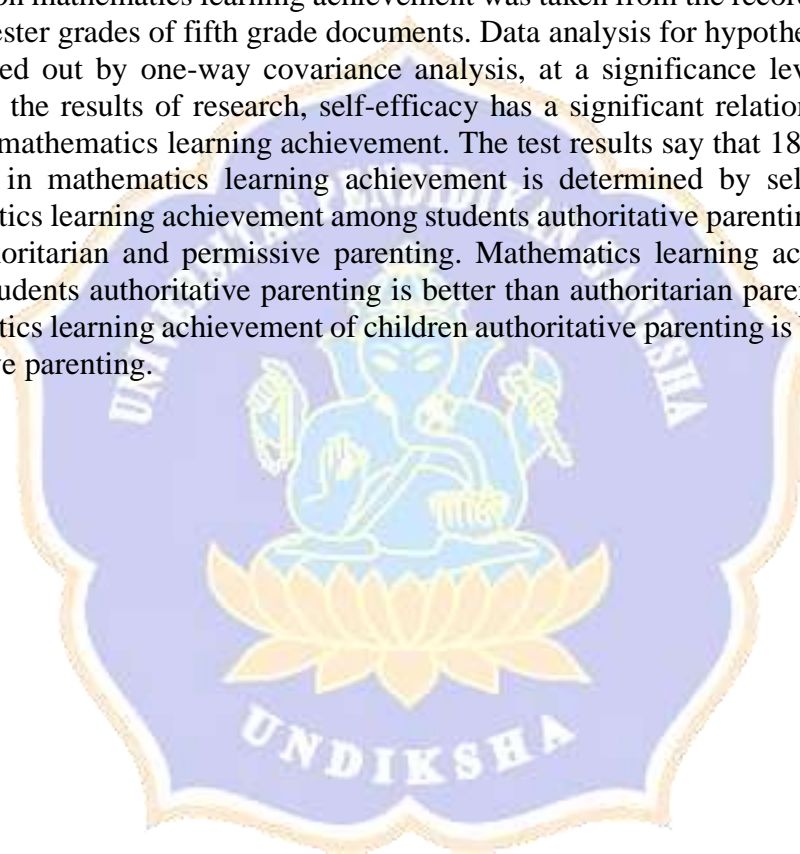 on mathematics learning achievement was taken from the record
ester grades of fifth grade documents. Data analysis for hypothe
ed out by one-way covariance analysis, at a significance lev
the results of research, self-efficacy has a significant relation
mathematics learning achievement. The test results say that 18
in mathematics learning achievement is determined by sel
tics learning achievement among students authoritative parentin
oritarian and permissive parenting. Mathematics learning ac
udents authoritative parenting is better than authoritarian paren
tics learning achievement of children authoritative parenting is
ve parenting.
UNIVERSITAS PENDIDIKAN GANESHA
UNDIKSHA